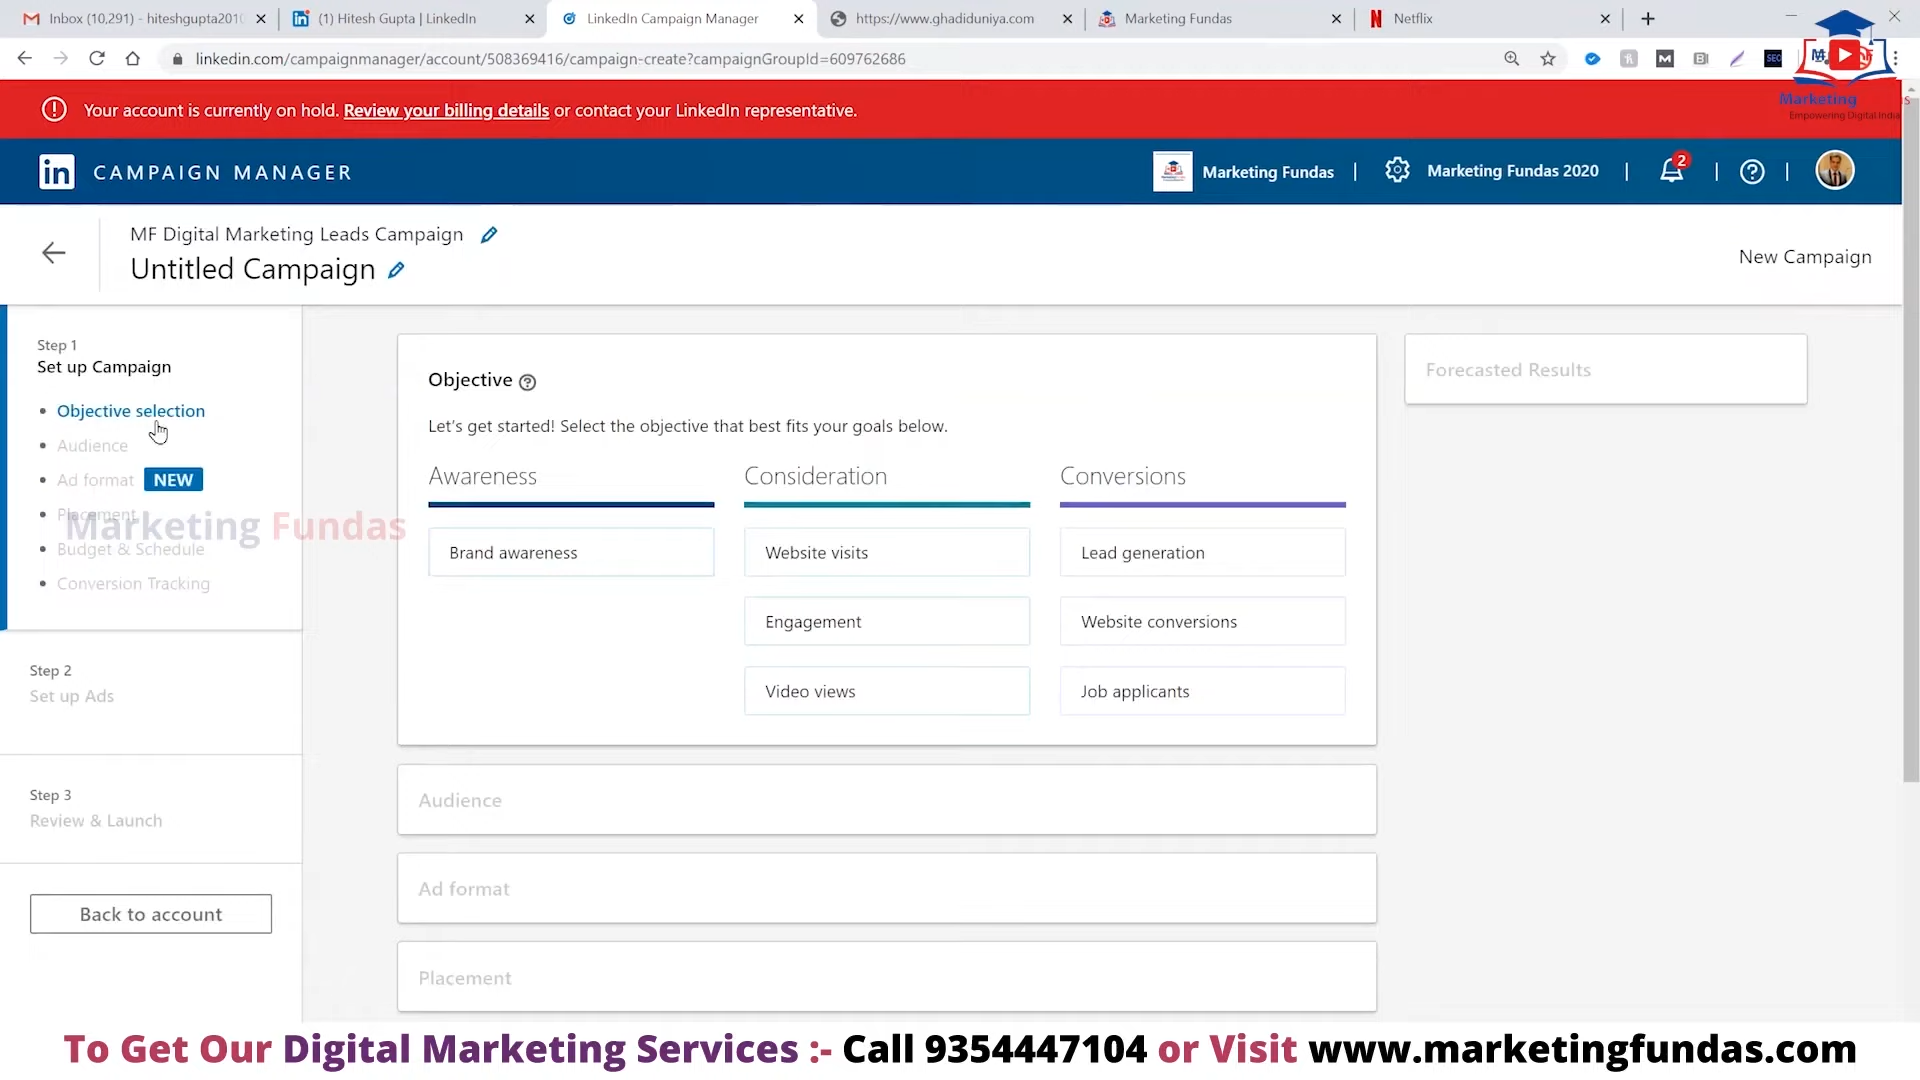 Inbox (10,291) - hiteshgupta2010
(1) Hitesh Gupta | LinkedIn
LinkedIn Campaign Manager
https://www.ghadiduniya.com
Marketing Fundas
Netflix
linkedin.com/campaignmanager/account/508369416/campaign-create?campaignGroupId=609762686
Marketing
Empowering Digital India
Your account is currently on hold. Review your billing details or contact your LinkedIn representative.
in CAMPAIGN MANAGER
Marketing Fundas
Marketing Fundas 2020
2
MF Digital Marketing Leads Campaign
Untitled Campaign
New Campaign
Step 1
Set up Campaign
Objective selection
Audience
Ad format NEW
Placement
Marketing Fundas
Budget & Schedule
Conversion Tracking
Step 2
Set up Ads
Step 3
Review & Launch
Back to account
Objective
Let's get started! Select the objective that best fits your goals below.
Awareness
Consideration
Conversions
Brand awareness
Website visits
Lead generation
Engagement
Website conversions
Video views
Job applicants
Audience
Ad format
Placement
Forecasted Results
To Get Our Digital Marketing Services :- Call 9354447104 or Visit www.marketingfundas.com